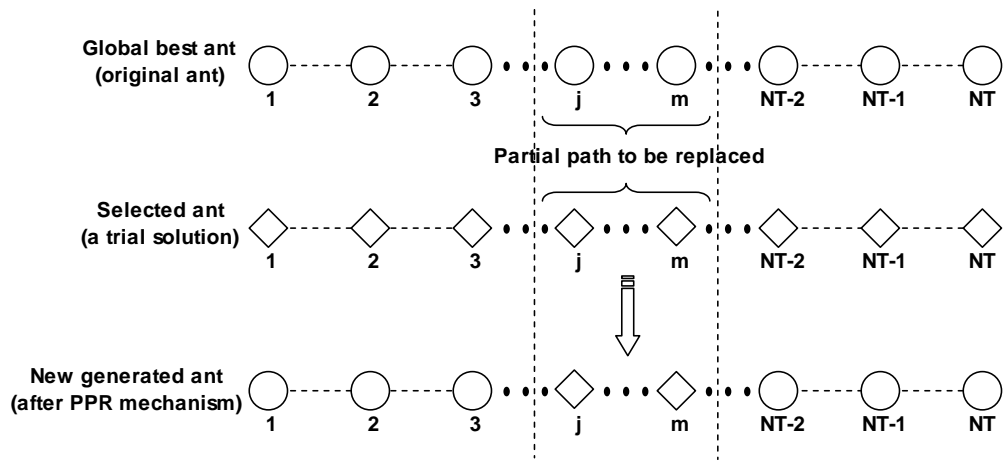 Global best ant
(original ant)
1 2 3 j m NT-2 NT-1 NT
Partial path to be replaced
Selected ant
(a trial solution)
1 2 3 j m NT-2 NT-1 NT
New generated ant
(after PPR mechanism)
1 2 3 j m NT-2 NT-1 NT